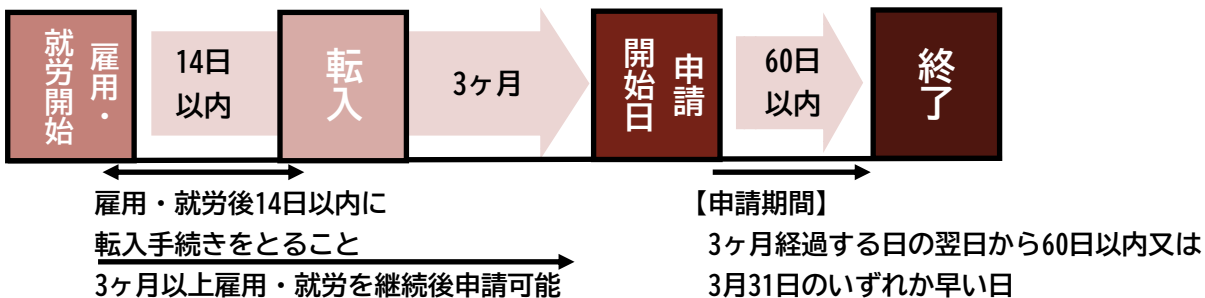 雇用・
就労開始
14日
以内
転入
3ヶ月
申請
開始日
60日
以内
終了
雇用・就労後14日以内に
転入手続きをとること
3ヶ月以上雇用・就労を継続後申請可能
【申請期間】
3ヶ月経過する日の翌日から60日以内又は
3月31日のいずれか早い日